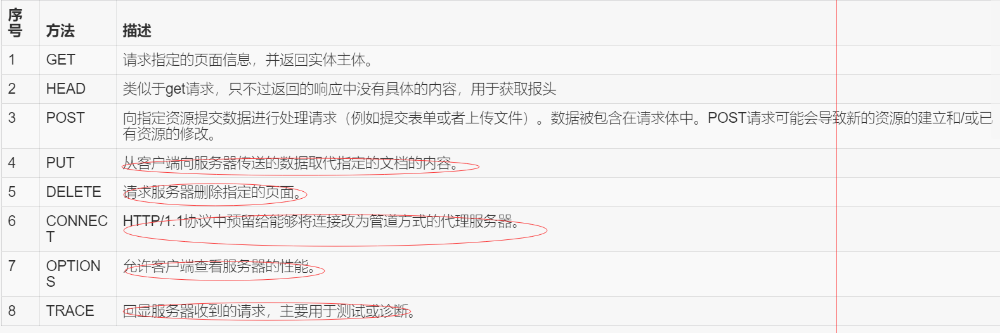 序号 方法 描述
1 GET 请求指定的页面信息，并返回实体主体。
2 HEAD 类似于get请求，只不过返回的响应中没有具体的内容，用于获取报头
3 POST 向指定资源提交数据进行处理请求（例如提交表单或者上传文件）。数据被包含在请求体中。POST请求可能会导致新的资源的建立和/或已
有资源的修改。
4 PUT 从客户端向服务器传送的数据取代指定的文档的内容。
5 DELETE 请求服务器删除指定的页面。
6 CONNEC HTTP/1.1协议中预留给能够将连接改为管道方式的代理服务器。
T
7 OPTION 允许客户端查看服务器的性能。
S
8 TRACE 回显服务器收到的请求，主要用于测试或诊断。